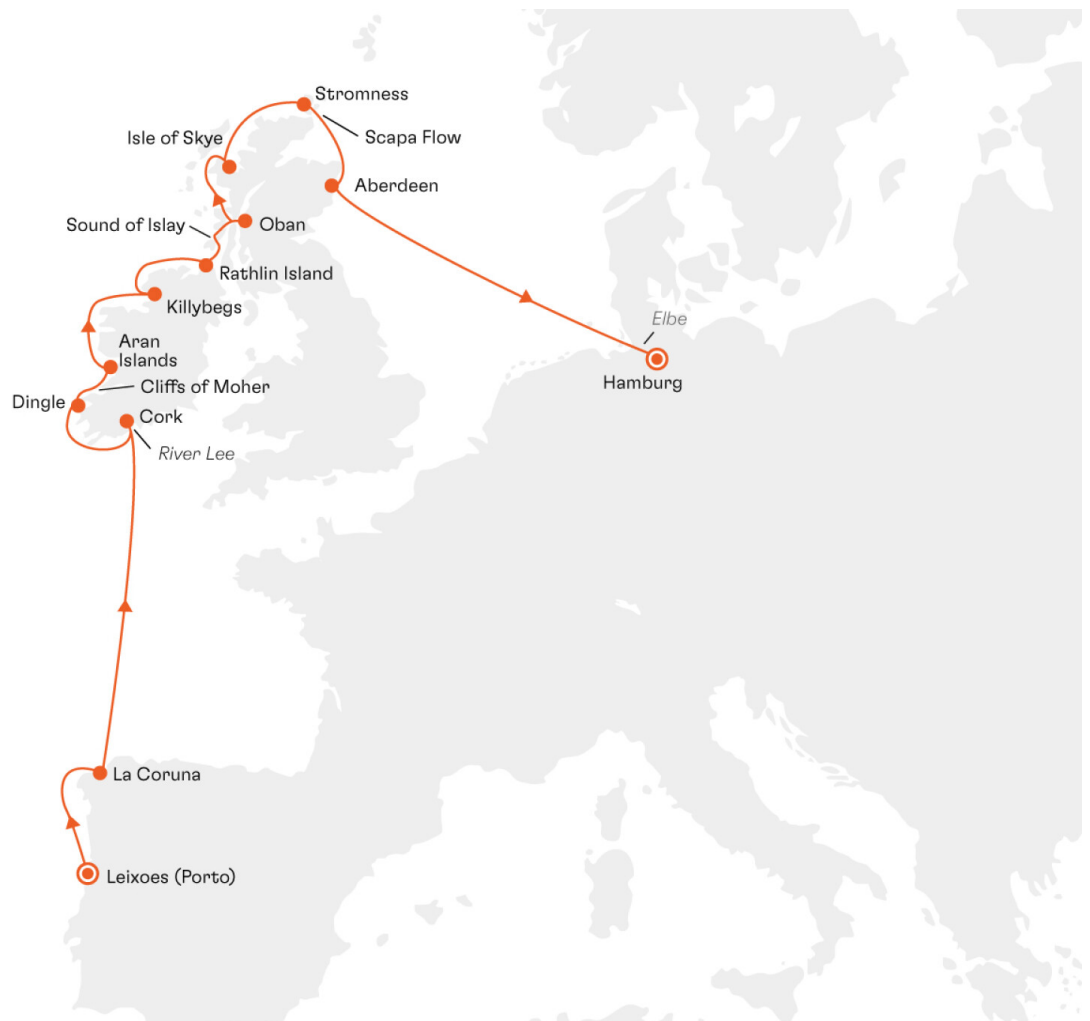 Stromness
Scapa Flow
Isle of Skye
Aberdeen
Sound of Islay
Oban
Rathlin Island
Killybegs
Elbe
Aran
Islands
Hamburg
Cliffs of Moher
Dingle
Cork
River Lee
La Coruna
Leixoes (Porto)